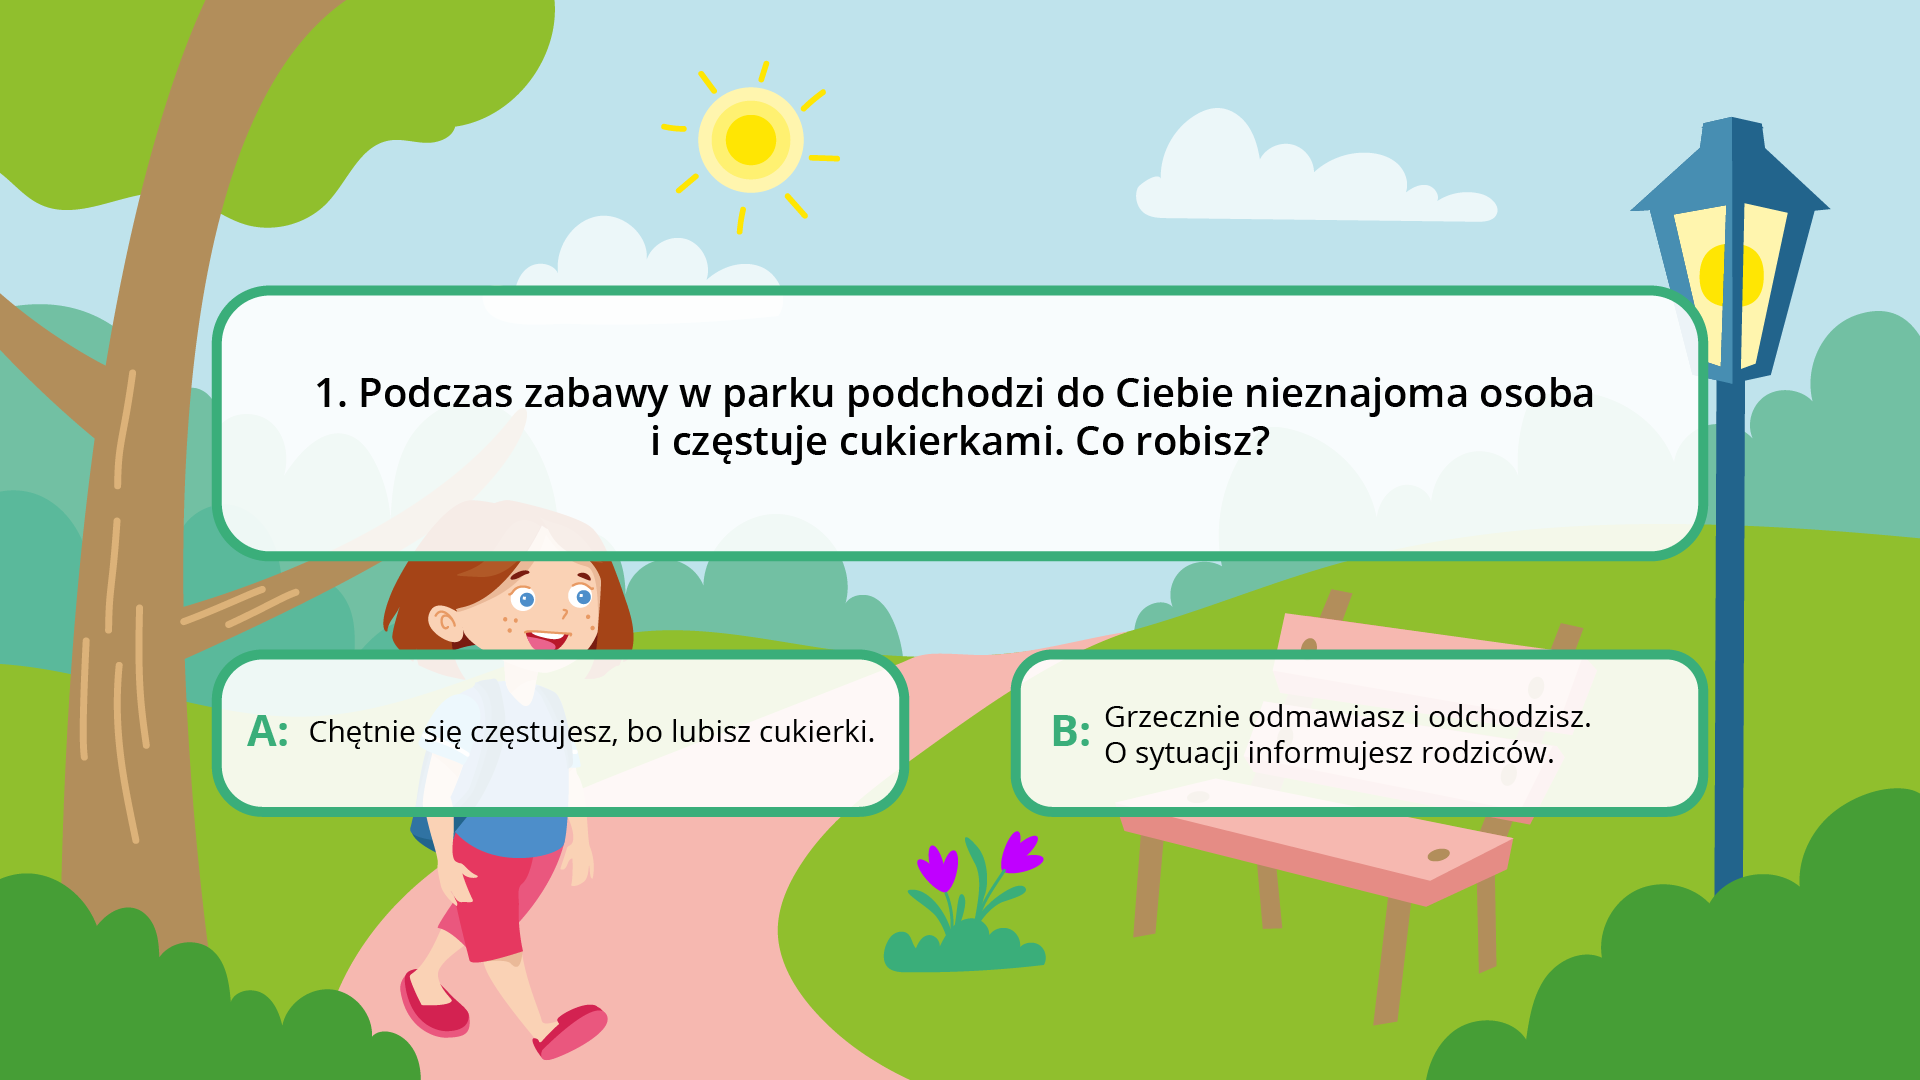 1. Podczas zabawy w parku podchodzi do Ciebie nieznajoma osoba
i częstuje cukierkami. Co robisz?
A: Chętnie się częstujesz, bo lubisz cukierki.
B: Grzecznie odmawiasz i odchodzisz.
O sytuacji informujesz rodziców.